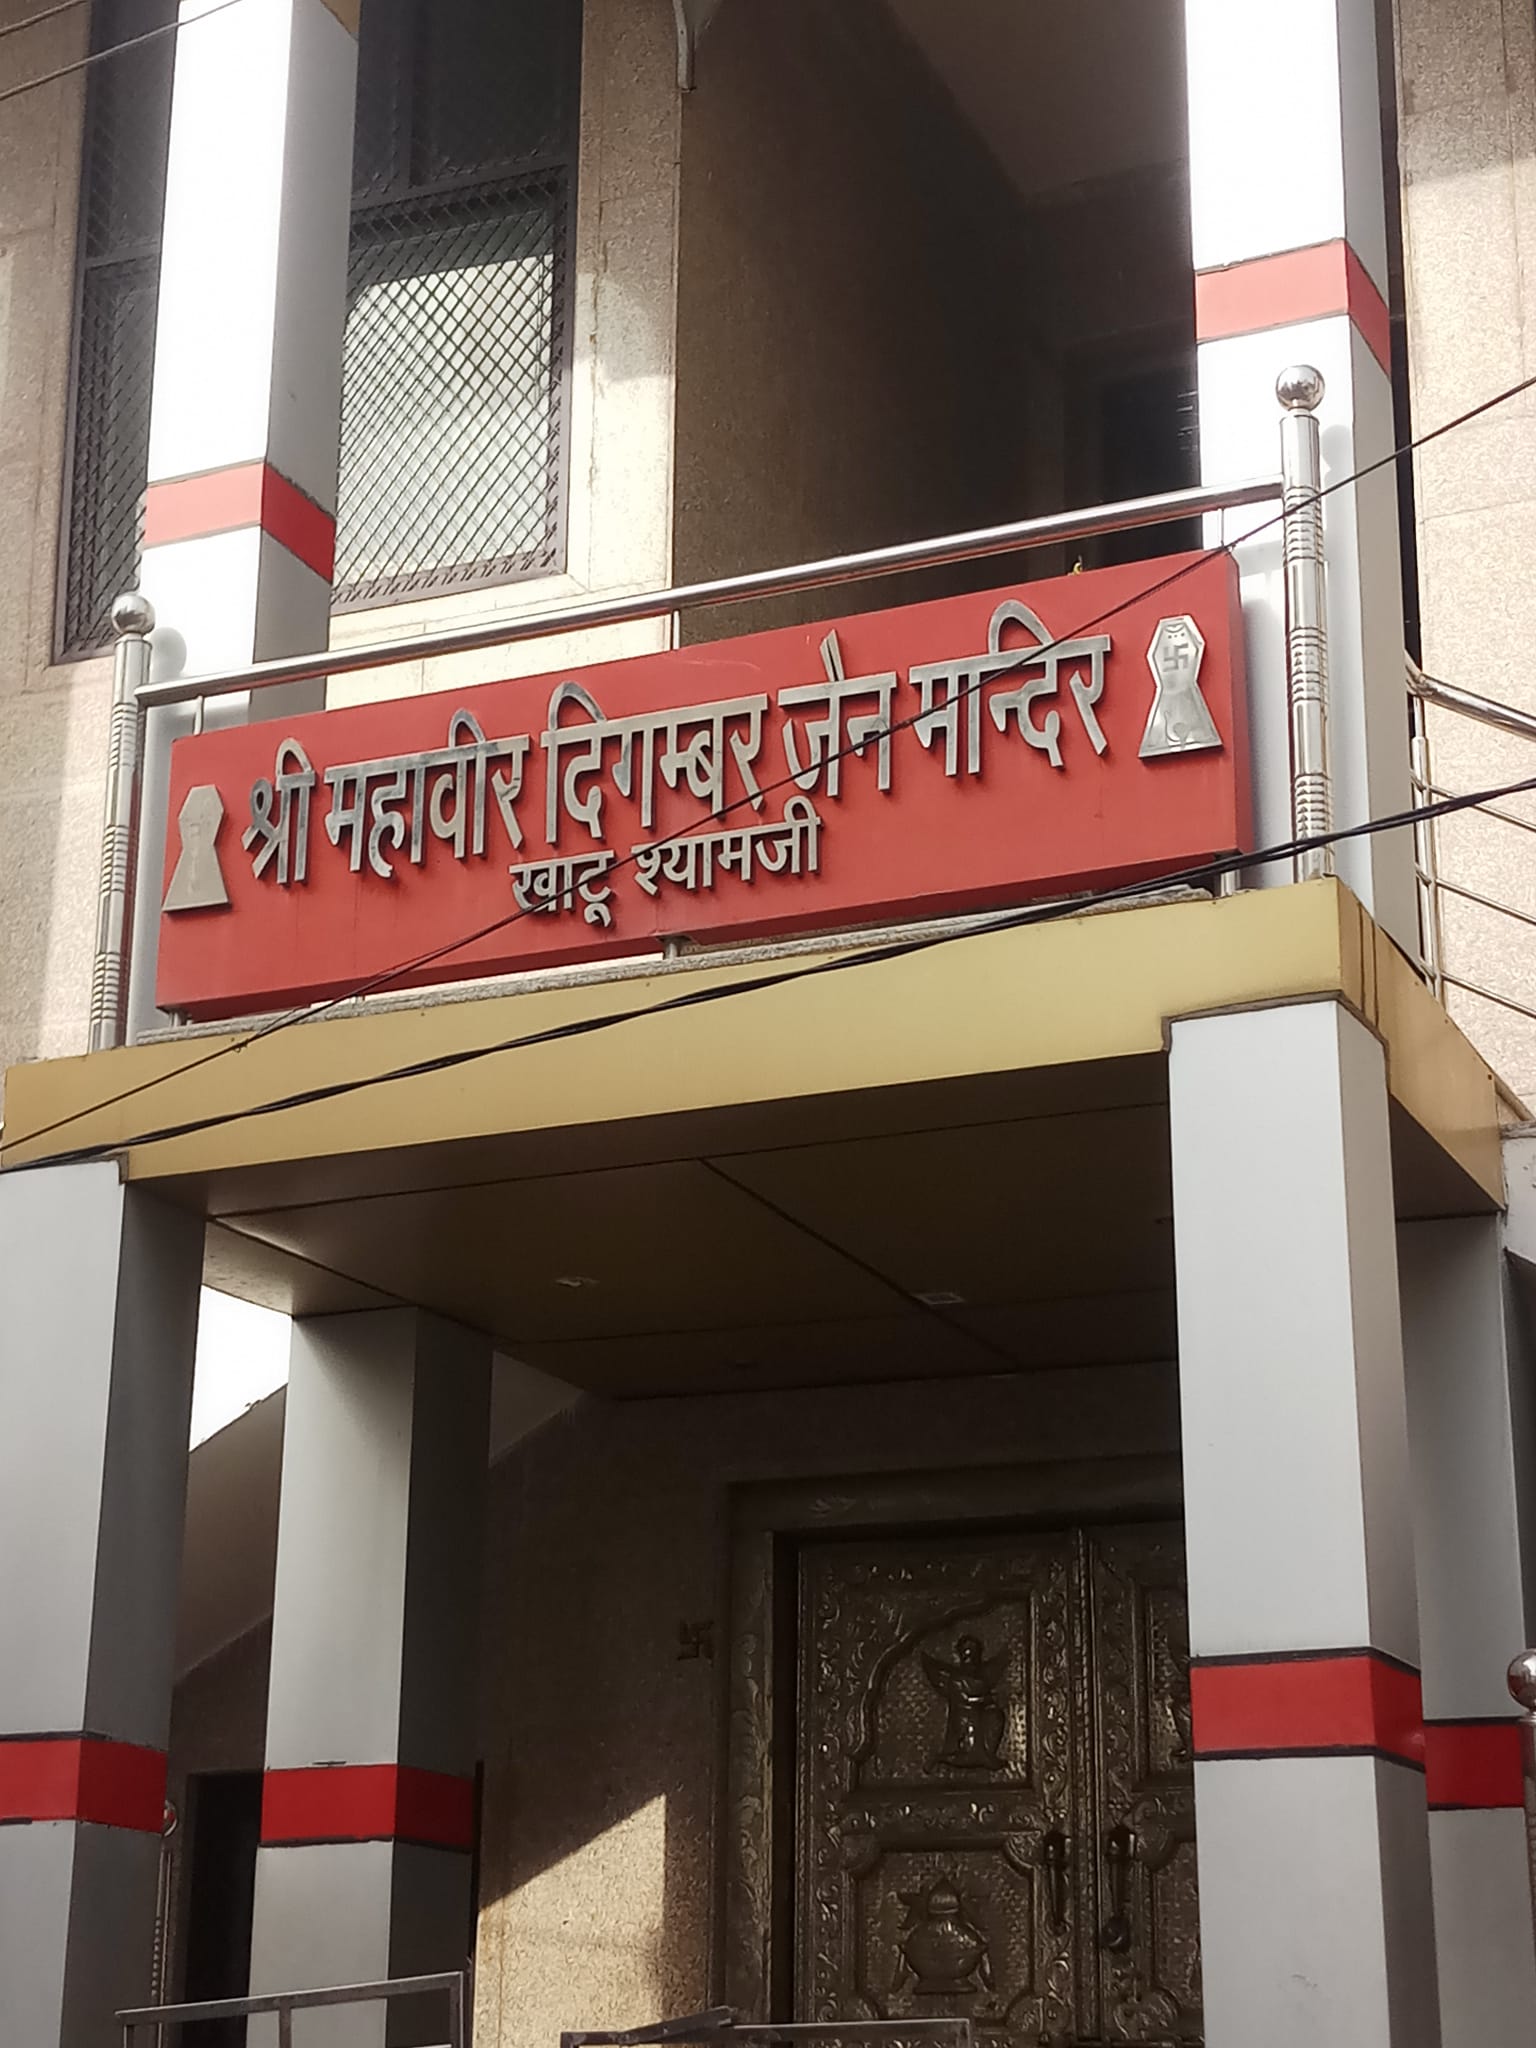 श्री महावीर दिगम्बर जैन मन्दिर
खाटू श्यामजी